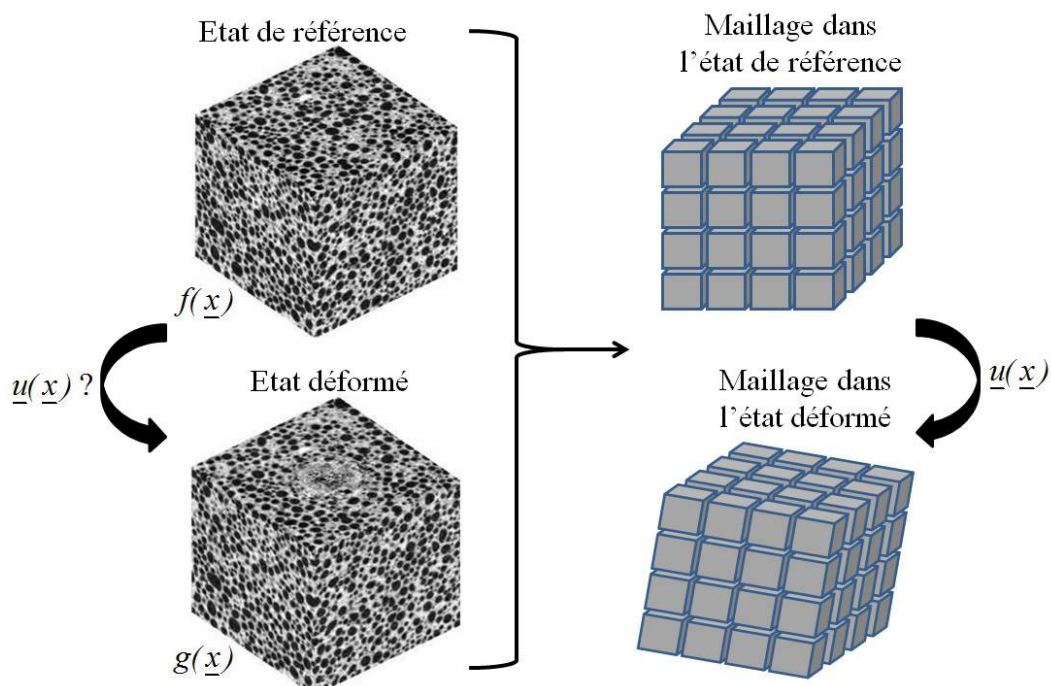 Etat de référence
f(x)
u(x) ?
Etat déformé
g(x)
Maillage dans
l’état de référence
u(x)
Maillage dans
l’état déformé